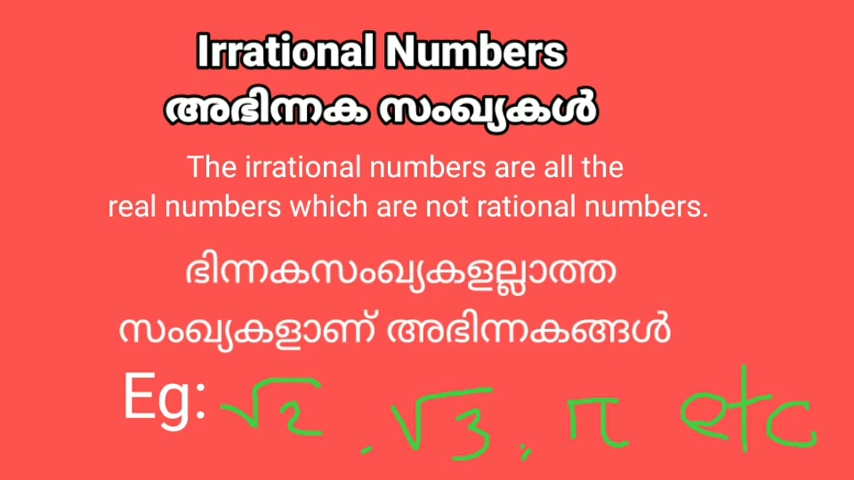 Irrational Numbers
അഭിന്നക സംഖ്യകൾ
The irrational numbers are all the
real numbers which are not rational numbers.
ഭിന്നകസംഖ്യകളല്ലാത്ത
സംഖ്യകളാണ് അഭിന്നകങ്ങൾ
Eg: √2, √3, π etc